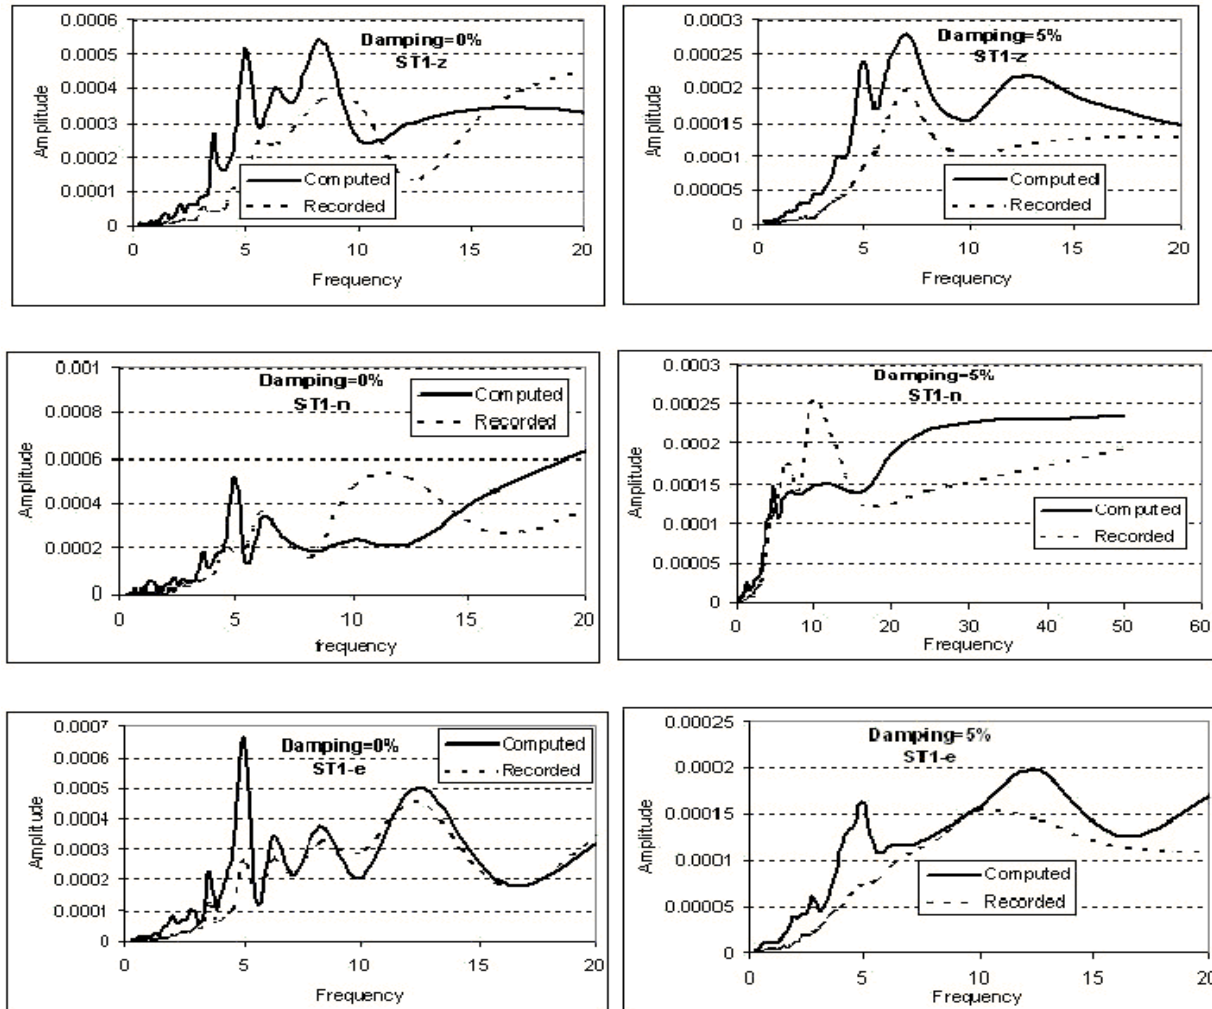 0.0006
0.0005
0.0004
0.0003
0.0002
0.0001
0
Amplitude
Damping=0%
ST1-z
Computed
Recorded
0 5 10 15 20
Frequency
0.0003
0.00025
0.0002
0.00015
0.0001
0.00005
0
Amplitude
Damping=5%
ST1-z
Computed
Recorded
0 5 10 15 20
Frequency
0.001
0.0008
0.0006
0.0004
0.0002
0
Amplitude
Damping=0%
ST1-n
Computed
Recorded
0 5 10 15 20
frequency
0.0003
0.00025
0.0002
0.00015
0.0001
0.00005
0
Amplitude
Damping=5%
ST1-n
Computed
Recorded
0 10 20 30 40 50 60
Frequency
0.0007
0.0006
0.0005
0.0004
0.0003
0.0002
0.0001
0
Amplitude
Damping=0%
ST1-e
Computed
Recorded
0 5 10 15 20
Frequency
0.00025
0.0002
0.00015
0.0001
0.00005
0
Amplitude
Damping=5%
ST1-e
Computed
Recorded
0 5 10 15 20
Frequency